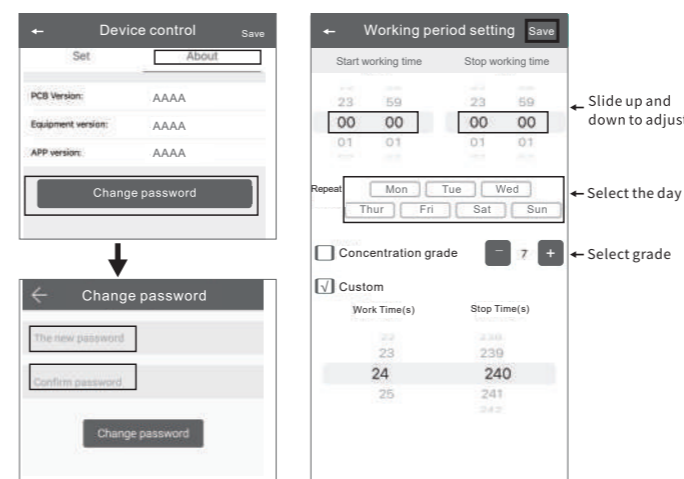 Device control Save
Set About
PCB Version: AAAA
Equipment version: AAAA
APP version: AAAA
Change password
Change password
The new password
Confirm password
Change password
Working period setting Save
Start working time Stop working time
23 59 23 59
00 00 00 00
01 01 01 01
Slide up and
down to adjust
Repeat Mon Tue Wed
Thur Fri Sat Sun
Select the day
Concentration grade − 7 +
Select grade
√ Custom
Work Time(s) Stop Time(s)
23 239
24 240
25 241
242